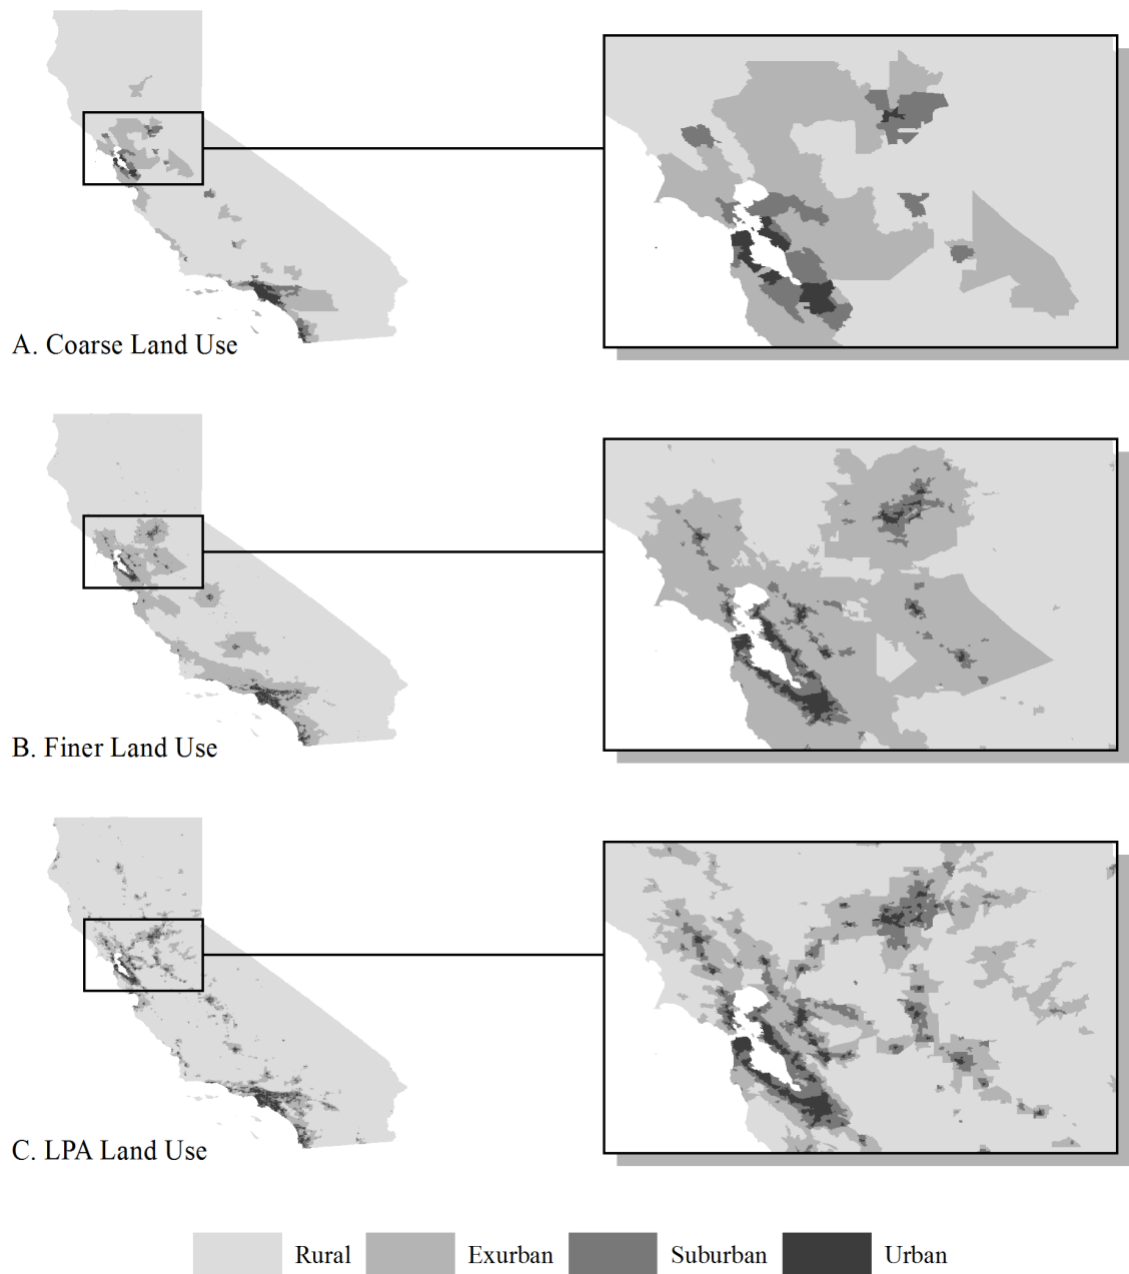 A. Coarse Land Use
B. Finer Land Use
C. LPA Land Use
Rural Exurban Suburban Urban